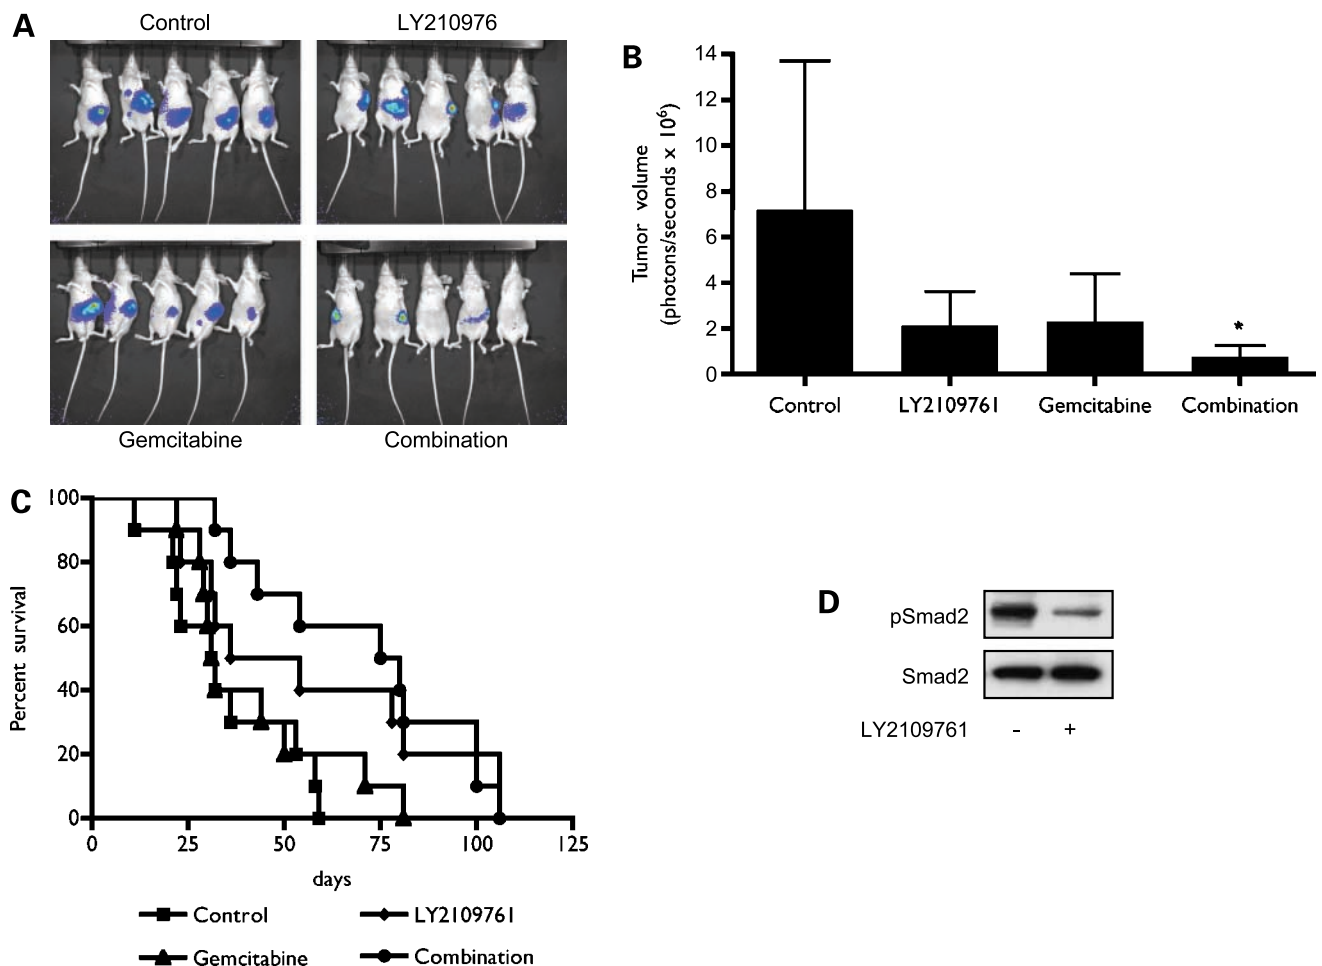 A
Control
LY210976
Gemcitabine
Combination
B
Tumor volume
(photons/seconds x 10⁶)
14
12
10
8
6
4
2
0
*
Control
LY2109761
Gemcitabine
Combination
C
Percent survival
100
80
60
40
20
0
0 25 50 75 100 125
days
Control
LY2109761
Gemcitabine
Combination
D
pSmad2
Smad2
LY2109761 - +